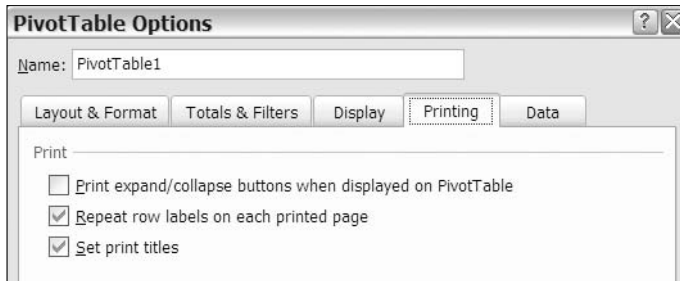 PivotTable Options
Name: PivotTable1
Layout & Format Totals & Filters Display Printing Data
Print
Print expand/collapse buttons when displayed on PivotTable
Repeat row labels on each printed page
Set print titles